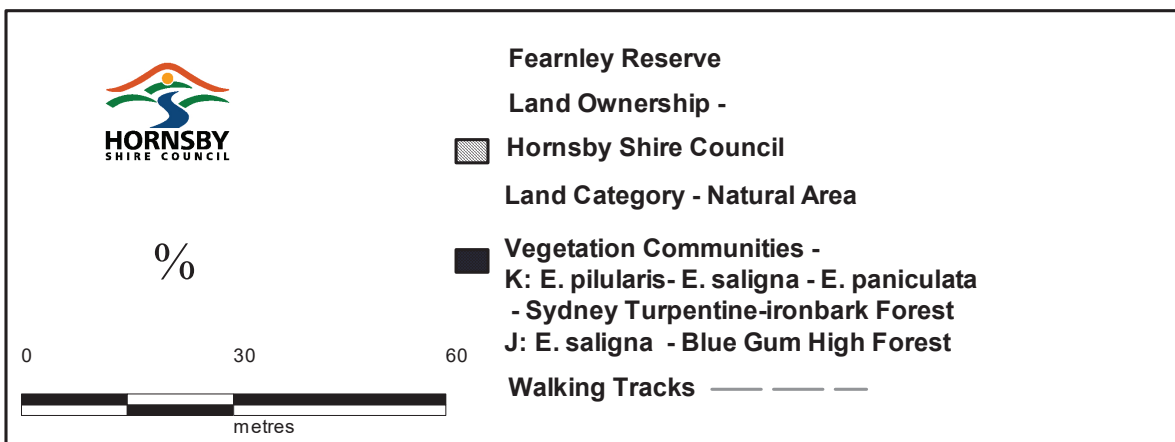 HORNSBY
SHIRE COUNCIL
%
0 30 60
metres
Fearnley Reserve
Land Ownership -
Hornsby Shire Council
Land Category - Natural Area
Vegetation Communities -
K: E. pilularis- E. saligna - E. paniculata
- Sydney Turpentine-ironbark Forest
J: E. saligna - Blue Gum High Forest
Walking Tracks